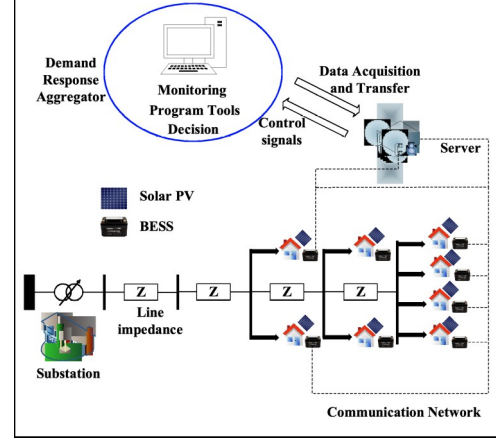 Demand
Response
Aggregator
Monitoring
Program Tools
Decision
Data Acquisition
and Transfer
Control
signals
Server
Solar PV
BESS
Z
Z
Z
Z
Line
impedance
Substation
Communication Network